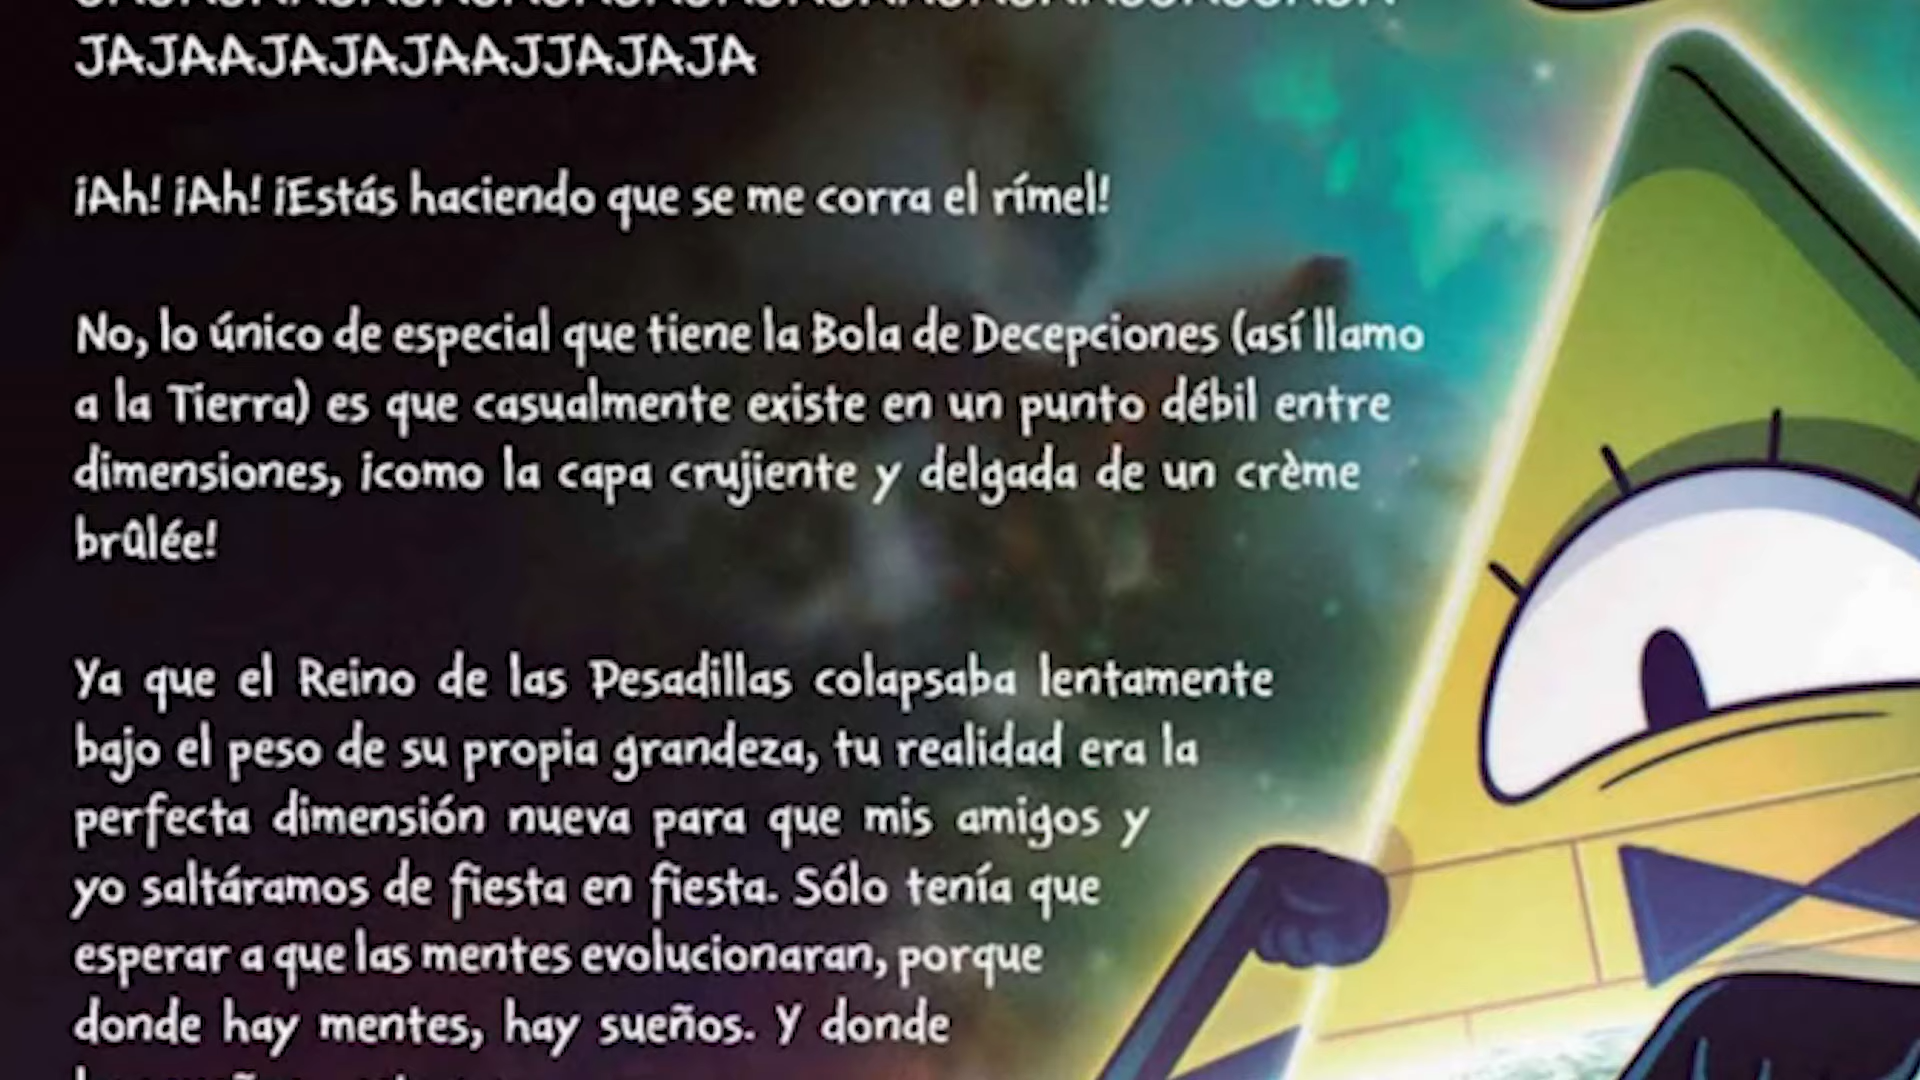 JAJAAJAJAJAJAAJJAJAJA
¡Ah! ¡Ah! ¡Estás haciendo que se me corra el rímel!
No, lo único de especial que tiene la Bola de Decepciones (así llamo
a la Tierra) es que casualmente existe en un punto débil entre
dimensiones, ¡como la capa crujiente y delgada de un crème
brûlée!
Ya que el Reino de las Pesadillas colapsaba lentamente
bajo el peso de su propia grandeza, tu realidad era la
perfecta dimensión nueva para que mis amigos y
yo saltáramos de fiesta en fiesta. Sólo tenía que
esperar a que las mentes evolucionaran, porque
donde hay mentes, hay sueños. Y donde